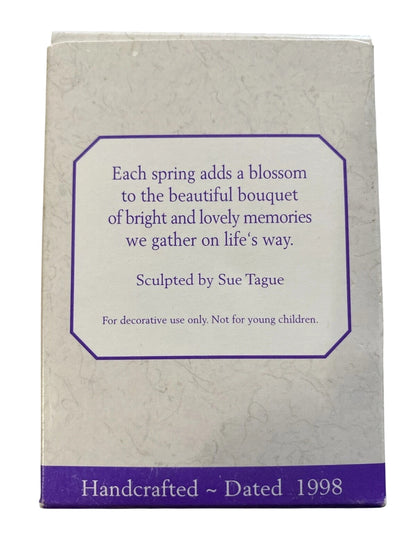 Each spring adds a blossom
to the beautiful bouquet
of bright and lovely memories
we gather on life‘s way.
Sculpted by Sue Tague
For decorative use only. Not for young children.
Handcrafted ~ Dated 1998